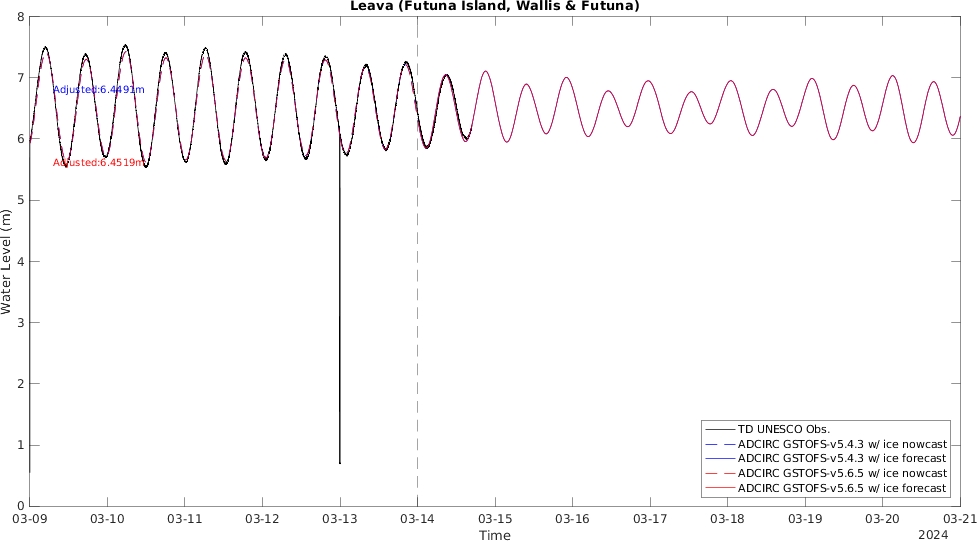 Leava (Futuna Island, Wallis & Futuna)
8
7
6
5
4
3
2
1
0
Water Level (m)
Adjusted:6.4491m
Adjusted:6.4519m
TD UNESCO Obs.
ADCIRC GSTOFS-v5.4.3 w/ ice nowcast
ADCIRC GSTOFS-v5.4.3 w/ ice forecast
ADCIRC GSTOFS-v5.6.5 w/ ice nowcast
ADCIRC GSTOFS-v5.6.5 w/ ice forecast
03-09 03-10 03-11 03-12 03-13 03-14 03-15 03-16 03-17 03-18 03-19 03-20 03-21
Time
2024